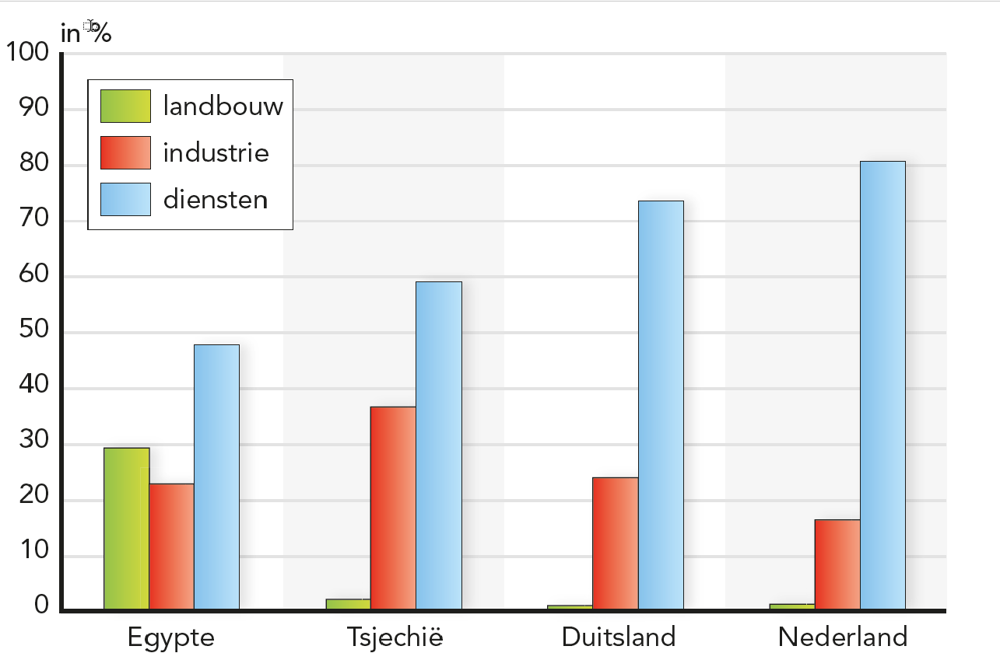 in %
100
90
80
70
60
50
40
30
20
10
0
landbouw
industrie
diensten
Egypte
Tsjechië
Duitsland
Nederland